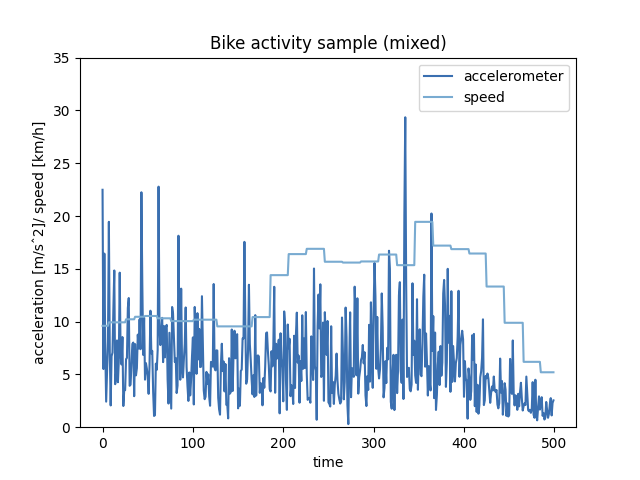 Bike activity sample (mixed)
acceleration [m/sˆ2]/ speed [km/h]
35
30
25
20
15
10
5
0
accelerometer
speed
0 100 200 300 400 500
time